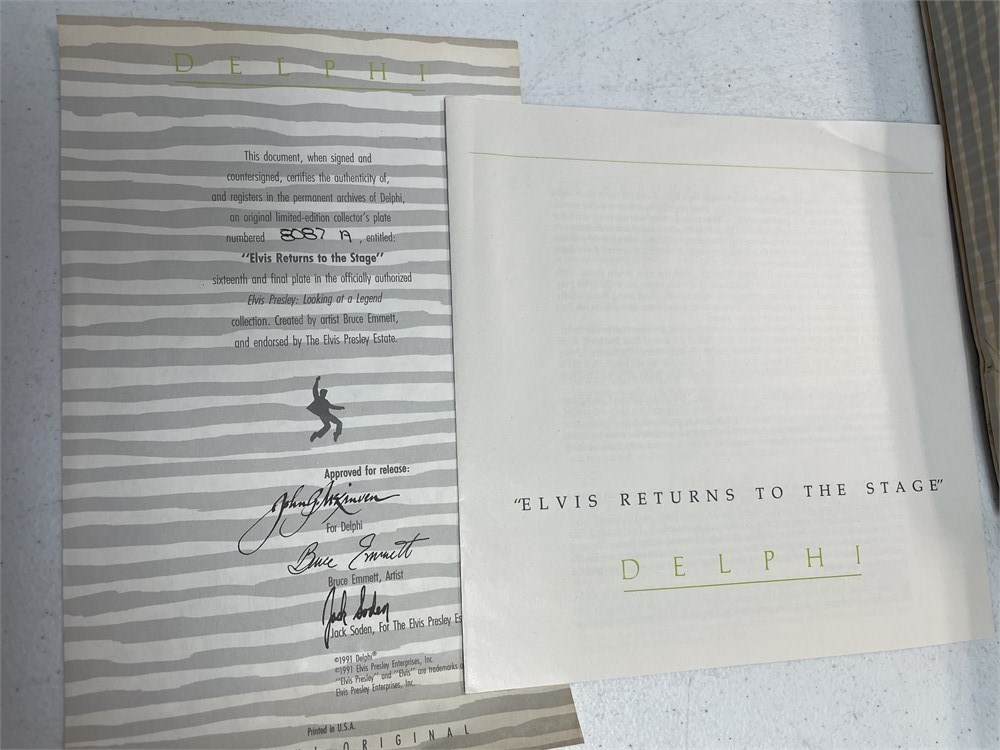 DELPHI
This document, when signed and
countersigned, certifies the authenticity of,
and registers in the permanent archives of Delphi,
an original limited-edition collector's plate
numbered 8087 A, entitled:
"Elvis Returns to the Stage"
sixteenth and final plate in the officially authorized
Elvis Presley: Looking at a Legend
collection. Created by artist Bruce Emmett,
and endorsed by The Elvis Presley Estate.
Approved for release:
For Delphi
Bruce Emmett
Bruce Emmett, Artist
Jack Soden
Jack Soden, For The Elvis Presley Es
©1991 Delphi®
©1991 Elvis Presley Enterprises, Inc.
"Elvis Presley" and "Elvis" are trademarks o
Elvis Presley Enterprises, Inc.
Printed in U.S.A.
ORIGINAL
"ELVIS RETURNS TO THE STAGE"
DELPHI